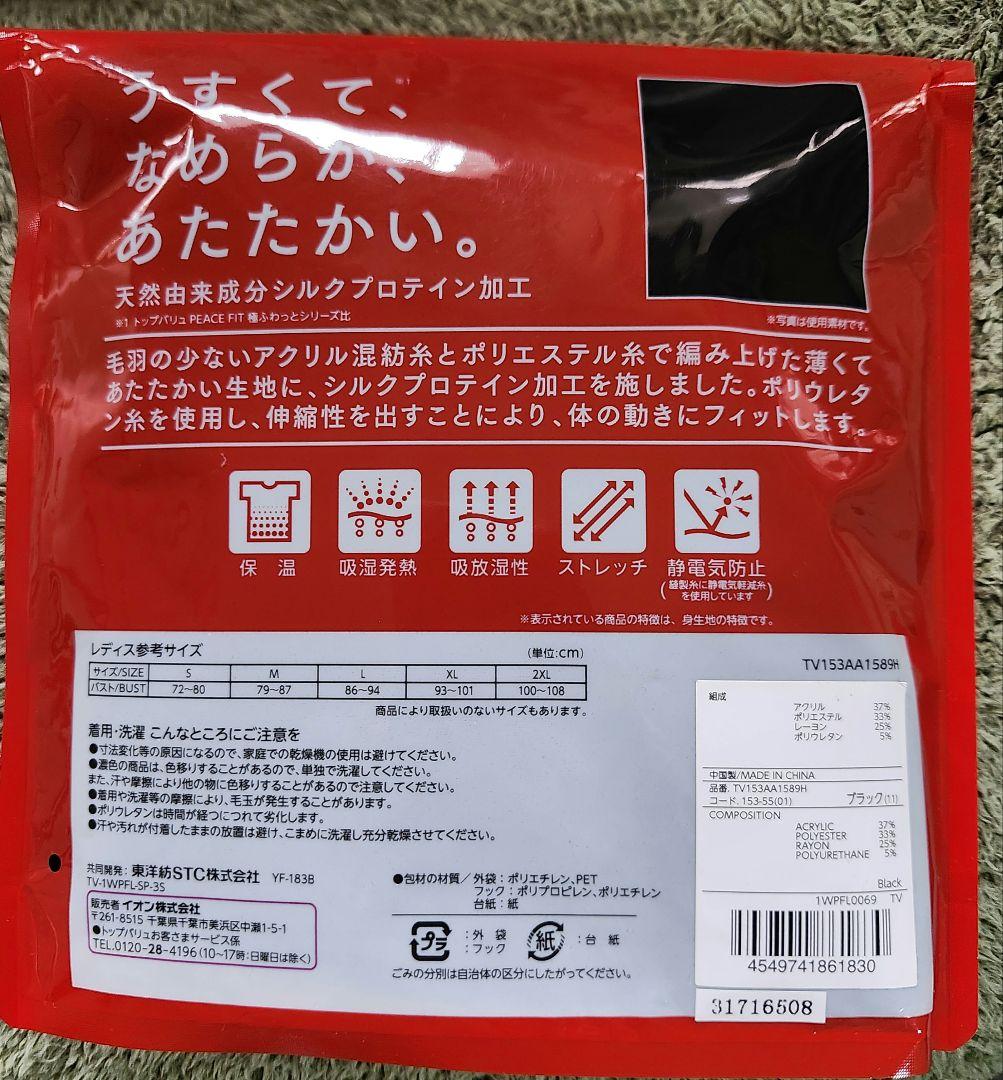 うすくて、
なめらか、
あたたかい。
天然由来成分シルクプロテイン加工
※1 トップバリュ PEACE FIT 極ふわっとシリーズ比
※写真は使用素材です。
毛羽の少ないアクリル混紡糸とポリエステル糸で編み上げた薄くて
あたたかい生地に、シルクプロテイン加工を施しました。ポリウレタ
ン糸を使用し、伸縮性を出すことにより、体の動きにフィットします。
保温 吸湿発熱 吸放湿性 ストレッチ 静電気防止
(縫製糸に静電気軽減糸
を使用しています)
※表示されている商品の特徴は、身生地の特徴です。
レディス参考サイズ (単位:cm)
サイズ/SIZE S M L XL 2XL
バスト/BUST 72~80 79~87 86~94 93~101 100~108
商品により取扱いのないサイズもあります。
着用・洗濯 こんなところにご注意を
●寸法変化等の原因になるので、家庭での乾燥機の使用は避けてください。
●濃色の商品は、色移りすることがあるので、単独で洗濯してください。
また、汗や摩擦により他の物に色移りすることがあるので注意してください。
●着用や洗濯等の摩擦により、毛玉が発生することがあります。
●ポリウレタンは時間が経つにつれて劣化します。
●汗や汚れが付着したままの放置は避け、こまめに洗濯し充分乾燥させてください。
共同開発:東洋紡STC株式会社 YF-183B
TV-1WPFL-SP-3S
販売者 イオン株式会社
〒261-8515 千葉県千葉市美浜区中瀬1-5-1
●トップバリュお客さまサービス係
TEL.0120-28-4196(10~17時:日曜日は除く)
●包材の材質/外袋:ポリエチレン、PET
フック:ポリプロピレン、ポリエチレン
台紙:紙
プラ :外袋
:フック
紙 :台紙
ごみの分別は自治体の区分にしたがってください。
TV153AA1589H
組成
アクリル 37%
ポリエステル 33%
レーヨン 25%
ポリウレタン 5%
中国製/MADE IN CHINA
品番. TV153AA1589H
コード. 153-55(01) ブラック(11)
COMPOSITION
ACRYLIC 37%
POLYESTER 33%
RAYON 25%
POLYURETHANE 5%
Black
1WPFL0069 TV
4549741861830
31716508